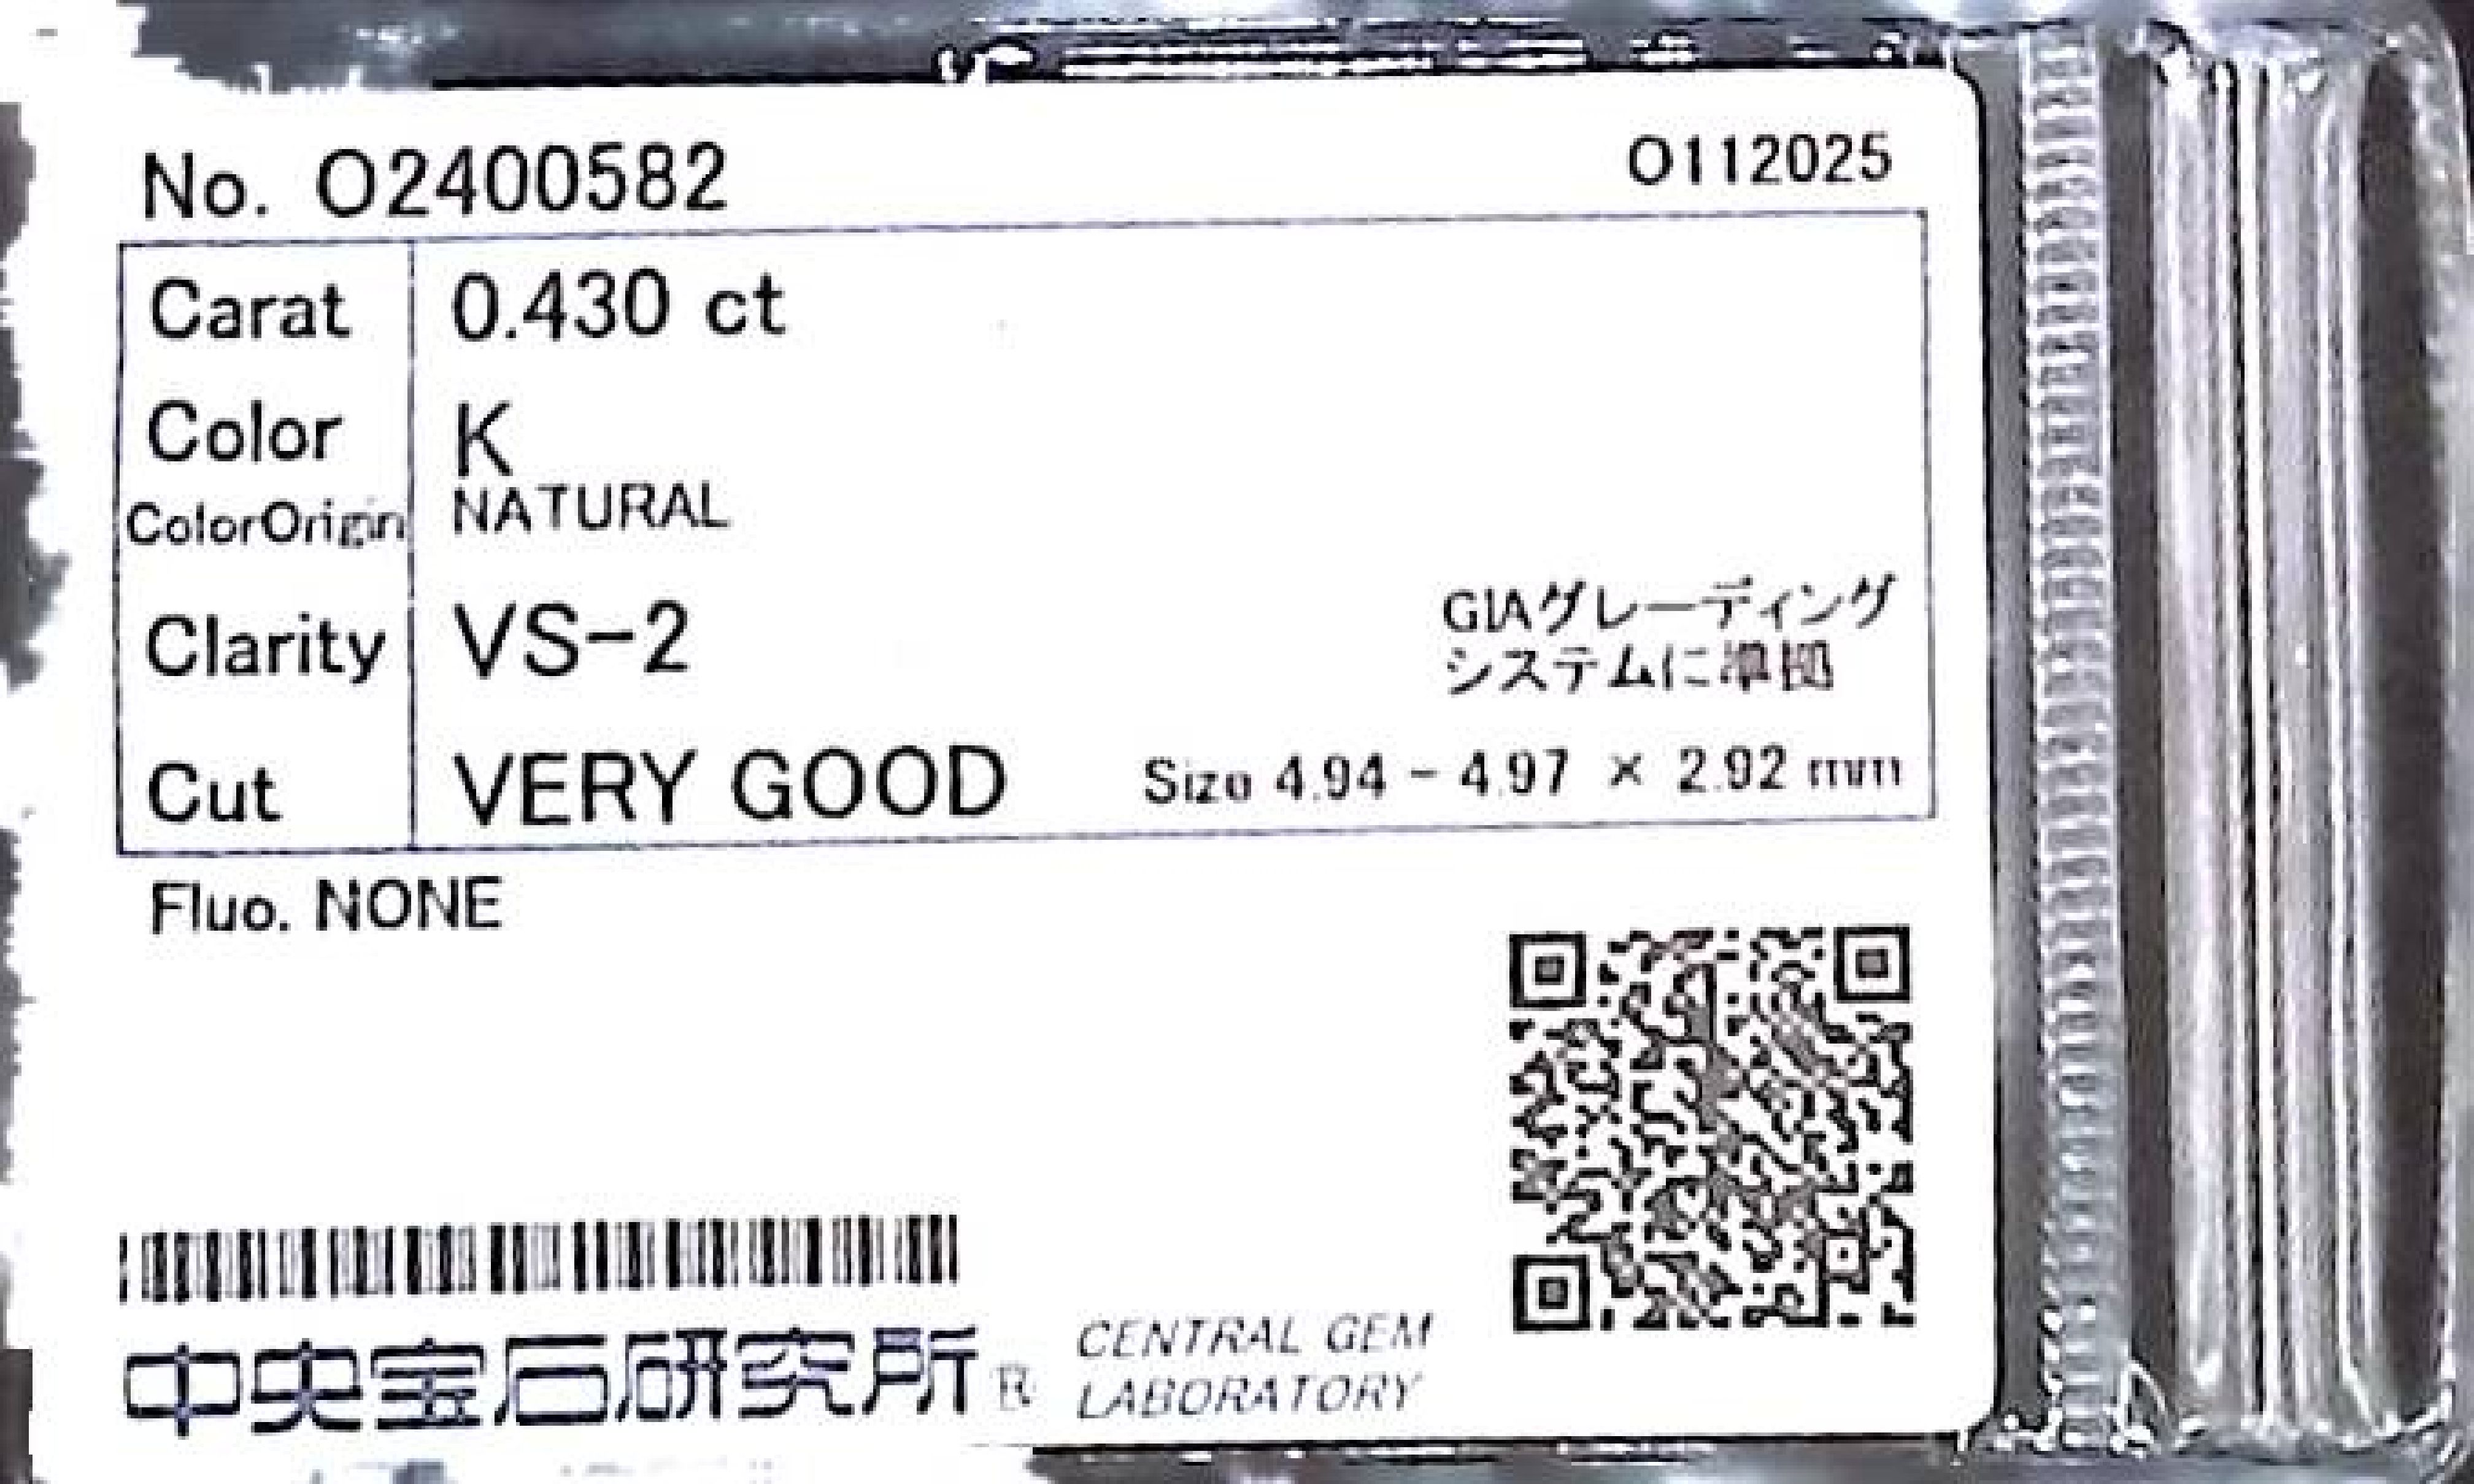 No. O2400582
O112025
Carat 0.430 ct
Color K
ColorOrigin NATURAL
Clarity VS-2
GIAグレーディング
システムに準拠
Cut VERY GOOD Size 4.94 - 4.97 × 2.92 mm
Fluo. NONE
中央宝石研究所®
CENTRAL GEM
LABORATORY